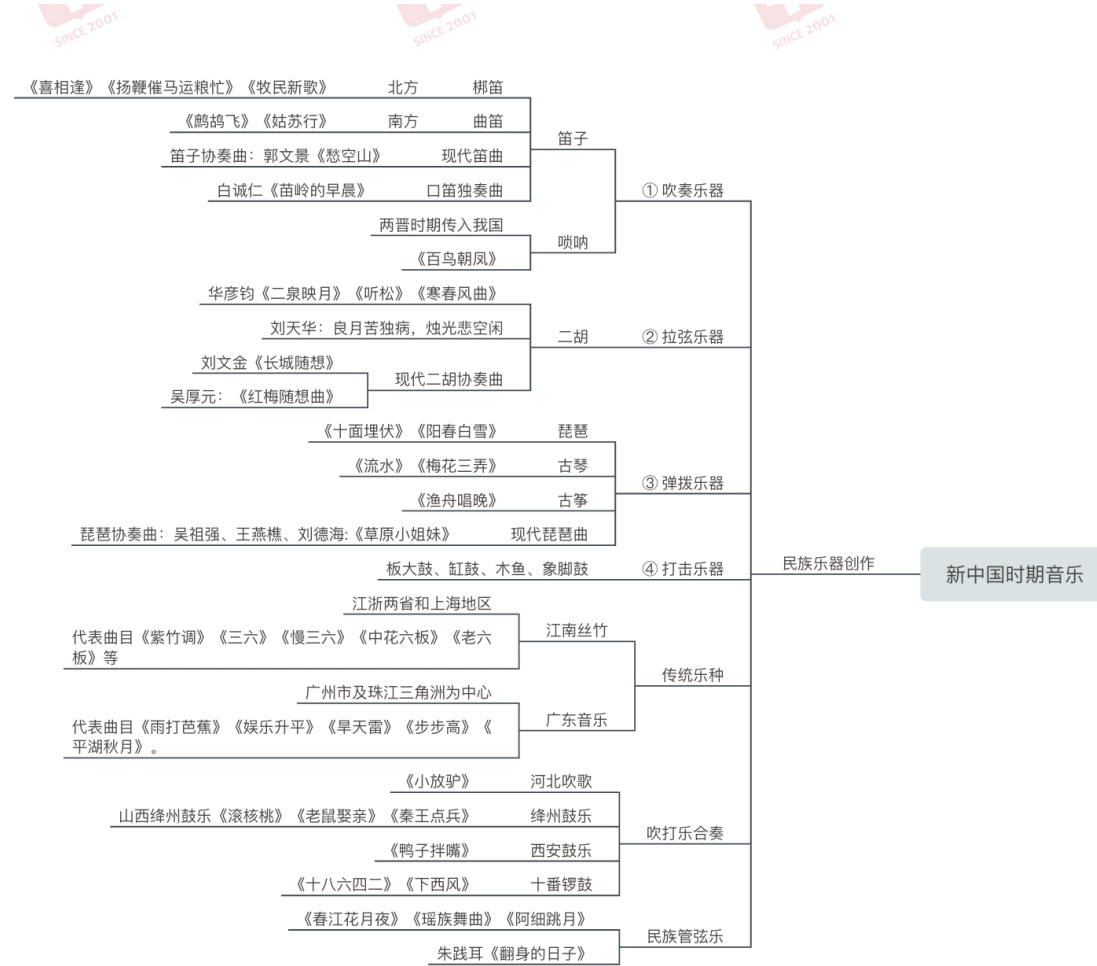 SINCE 2001
SINCE 2001
SINCE 2001
《喜相逢》《扬鞭催马运粮忙》《牧民新歌》 北方 梆笛
《鹧鸪飞》《姑苏行》 南方 曲笛
笛子
笛子协奏曲：郭文景《愁空山》 现代笛曲
白诚仁《苗岭的早晨》 口笛独奏曲
① 吹奏乐器
两晋时期传入我国
唢呐
《百鸟朝凤》
华彦钧《二泉映月》《听松》《寒春风曲》
刘天华：良月苦独病，烛光悲空闲
二胡
② 拉弦乐器
刘文金《长城随想》
现代二胡协奏曲
吴厚元：《红梅随想曲》
《十面埋伏》《阳春白雪》 琵琶
《流水》《梅花三弄》 古琴
③ 弹拨乐器
《渔舟唱晚》 古筝
琵琶协奏曲：吴祖强、王燕樵、刘德海:《草原小姐妹》 现代琵琶曲
板大鼓、缸鼓、木鱼、象脚鼓 ④ 打击乐器
民族乐器创作
新中国时期音乐
江浙两省和上海地区
江南丝竹
代表曲目《紫竹调》《三六》《慢三六》《中花六板》《老六
板》等
传统乐种
广州市及珠江三角洲为中心
广东音乐
代表曲目《雨打芭蕉》《娱乐升平》《旱天雷》《步步高》《
平湖秋月》。
《小放驴》 河北吹歌
山西绛州鼓乐《滚核桃》《老鼠娶亲》《秦王点兵》 绛州鼓乐
吹打乐合奏
《鸭子拌嘴》 西安鼓乐
《十八六四二》《下西风》 十番锣鼓
《春江花月夜》《瑶族舞曲》《阿细跳月》
民族管弦乐
朱践耳《翻身的日子》